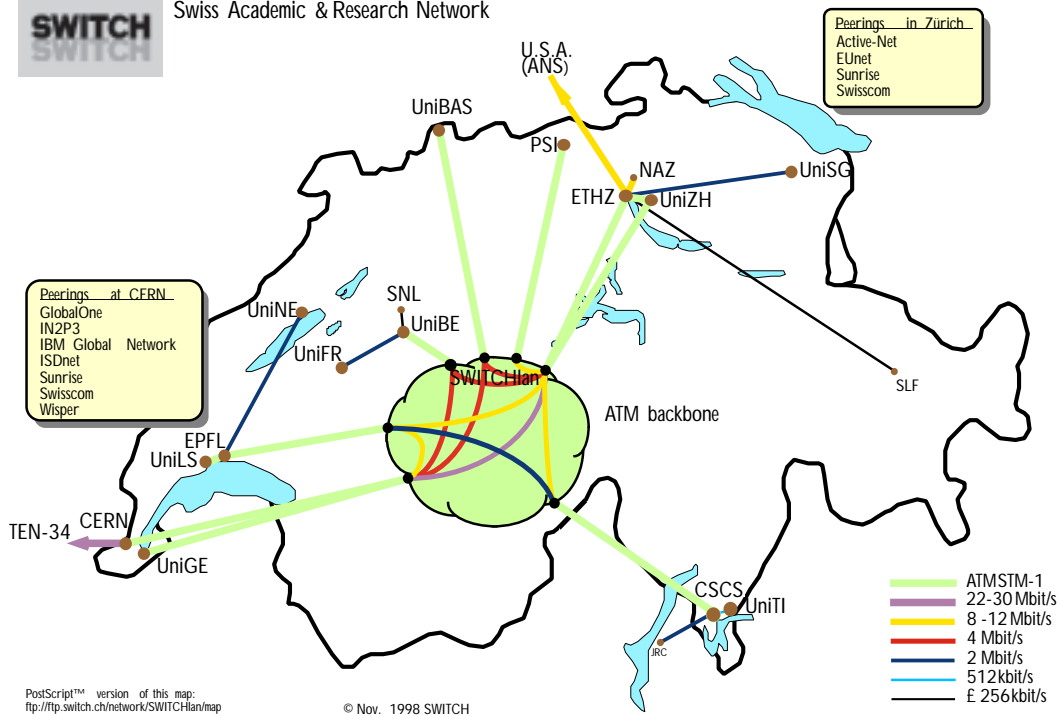 SWITCH
SWITCH
Swiss Academic & Research Network
Peerings in Zürich
Active-Net
EUnet
Sunrise
Swisscom
U.S.A.
(ANS)
UniBAS
PSI
NAZ
UniSG
ETHZ
UniZH
Peerings at CERN
GlobalOne
IN2P3
IBM Global Network
ISDnet
Sunrise
Swisscom
Wisper
SNL
UniNE
UniBE
UniFR
SWITCHlan
SLF
ATM backbone
EPFL
UniLS
CERN
TEN-34
UniGE
CSCS
UniTI
JRC
ATMSTM-1
22-30 Mbit/s
8 -12 Mbit/s
4 Mbit/s
2 Mbit/s
512kbit/s
£ 256kbit/s
PostScript™ version of this map:
ftp://ftp.switch.ch/network/SWITCHlan/map
© Nov. 1998 SWITCH